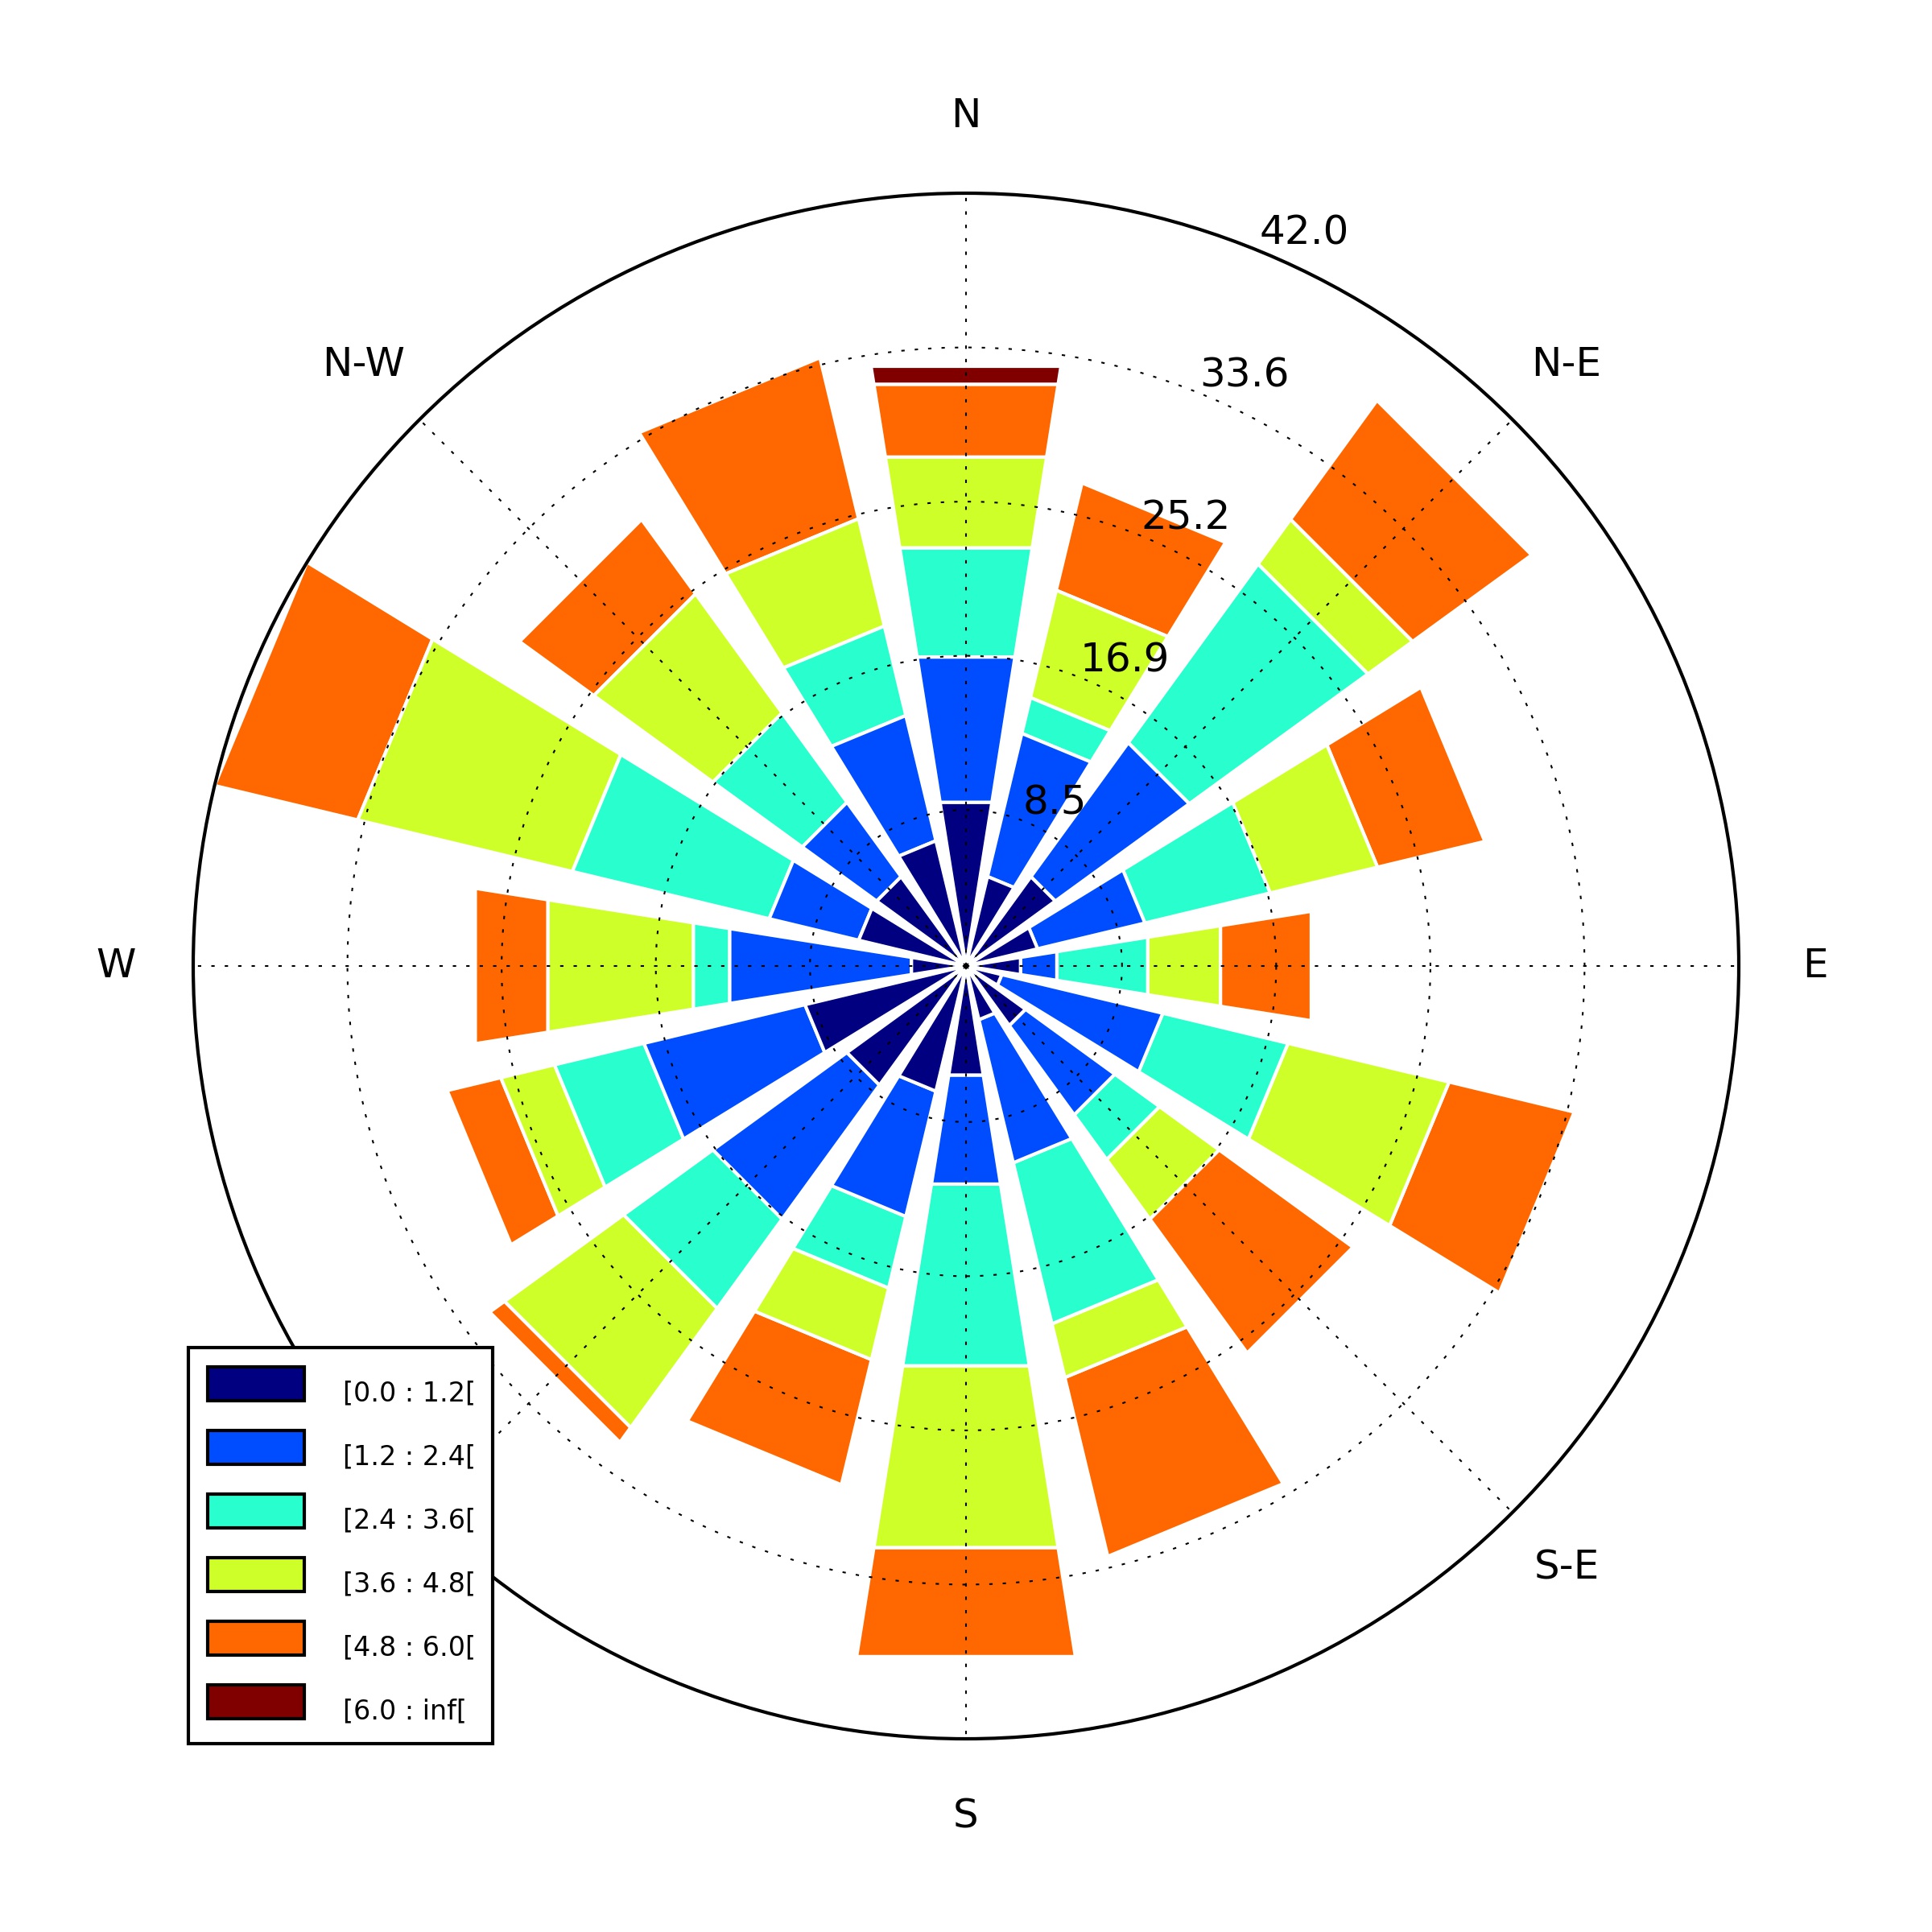 N
42.0
N-W
N-E
33.6
25.2
16.9
8.5
W
E
[0.0 : 1.2[
[1.2 : 2.4[
[2.4 : 3.6[
[3.6 : 4.8[
[4.8 : 6.0[
[6.0 : inf[
S-E
S